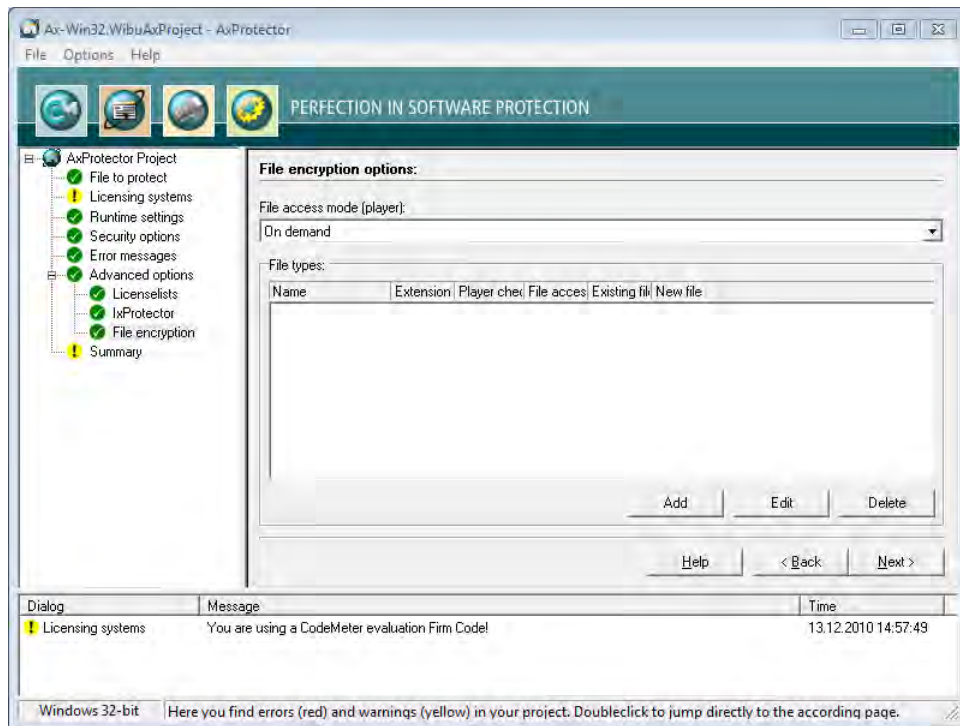 Ax-Win32.WibuAxProject - AxProtector
File Options Help
PERFECTION IN SOFTWARE PROTECTION
AxProtector Project
File to protect
Licensing systems
Runtime settings
Security options
Error messages
Advanced options
Licenselists
IxProtector
File encryption
Summary
File encryption options:
File access mode (player):
On demand
File types:
Name Extension Player chec File acces Existing fil New file
Add Edit Delete
Help < Back Next >
Dialog Message Time
Licensing systems You are using a CodeMeter evaluation Firm Code! 13.12.2010 14:57:49
Windows 32-bit Here you find errors (red) and warnings (yellow) in your project. Doubleclick to jump directly to the according page.